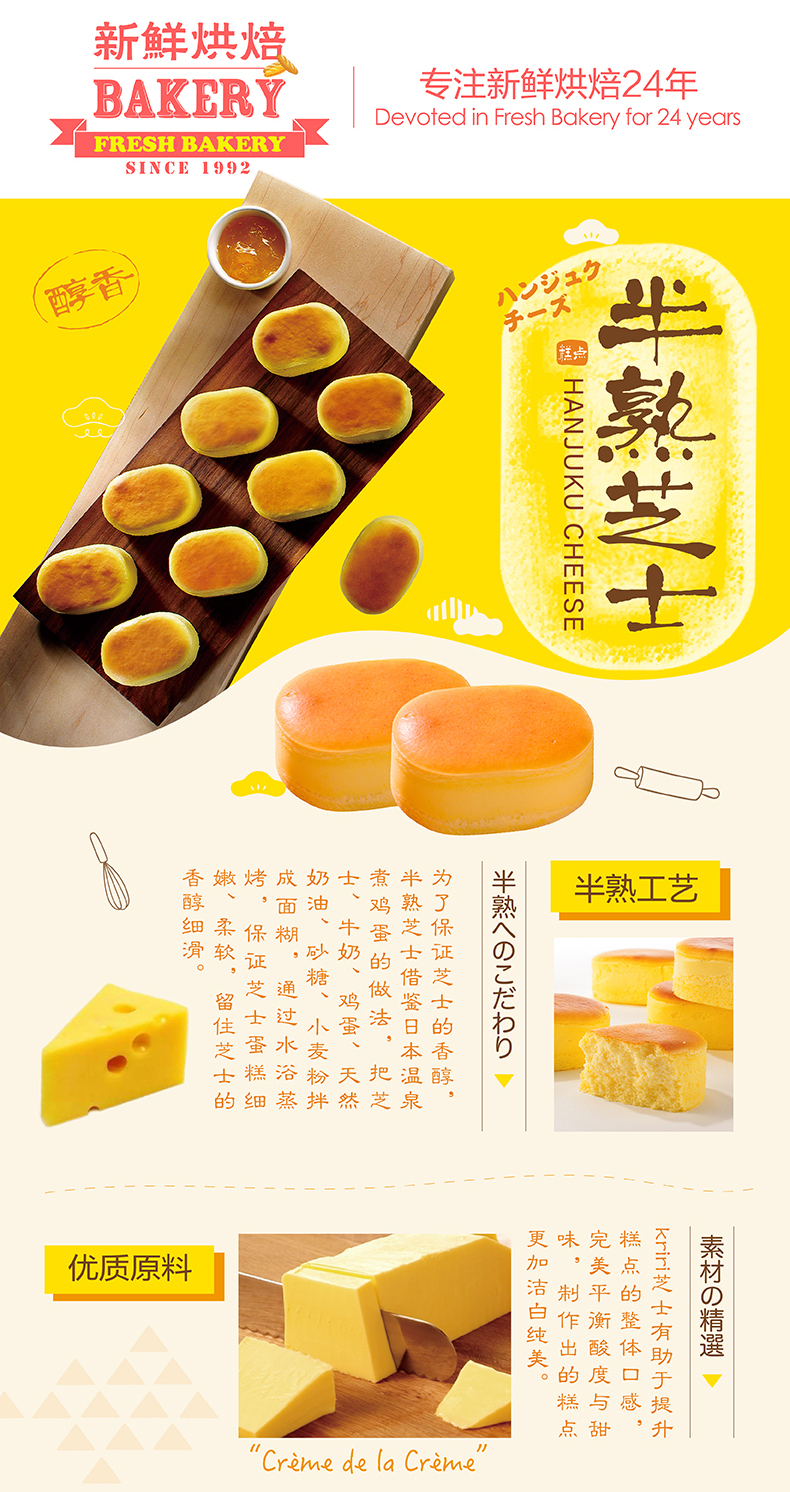 新鮮烘焙
BAKERY
FRESH BAKERY
SINCE 1992
专注新鲜烘焙24年
Devoted in Fresh Bakery for 24 years
醇香
ハンジュク
チーズ
半熟芝士
糕点
HANJUKU CHEESE
半熟工艺
半熟へのこだわり
为了保证芝士的香醇，
半熟芝士借鉴日本温泉
煮鸡蛋的做法，把芝
士、牛奶、鸡蛋、天然
奶油、砂糖、小麦粉拌
成面糊，通过水浴蒸
烤，保证芝士蛋糕细
嫩、柔软，留住芝士的
香醇细滑。
优质原料
素材の精選
kriri芝士有助于提升
糕点的整体口感，
完美平衡酸度与甜
味，制作出的糕点
更加洁白纯美。
“Crème de la Crème”